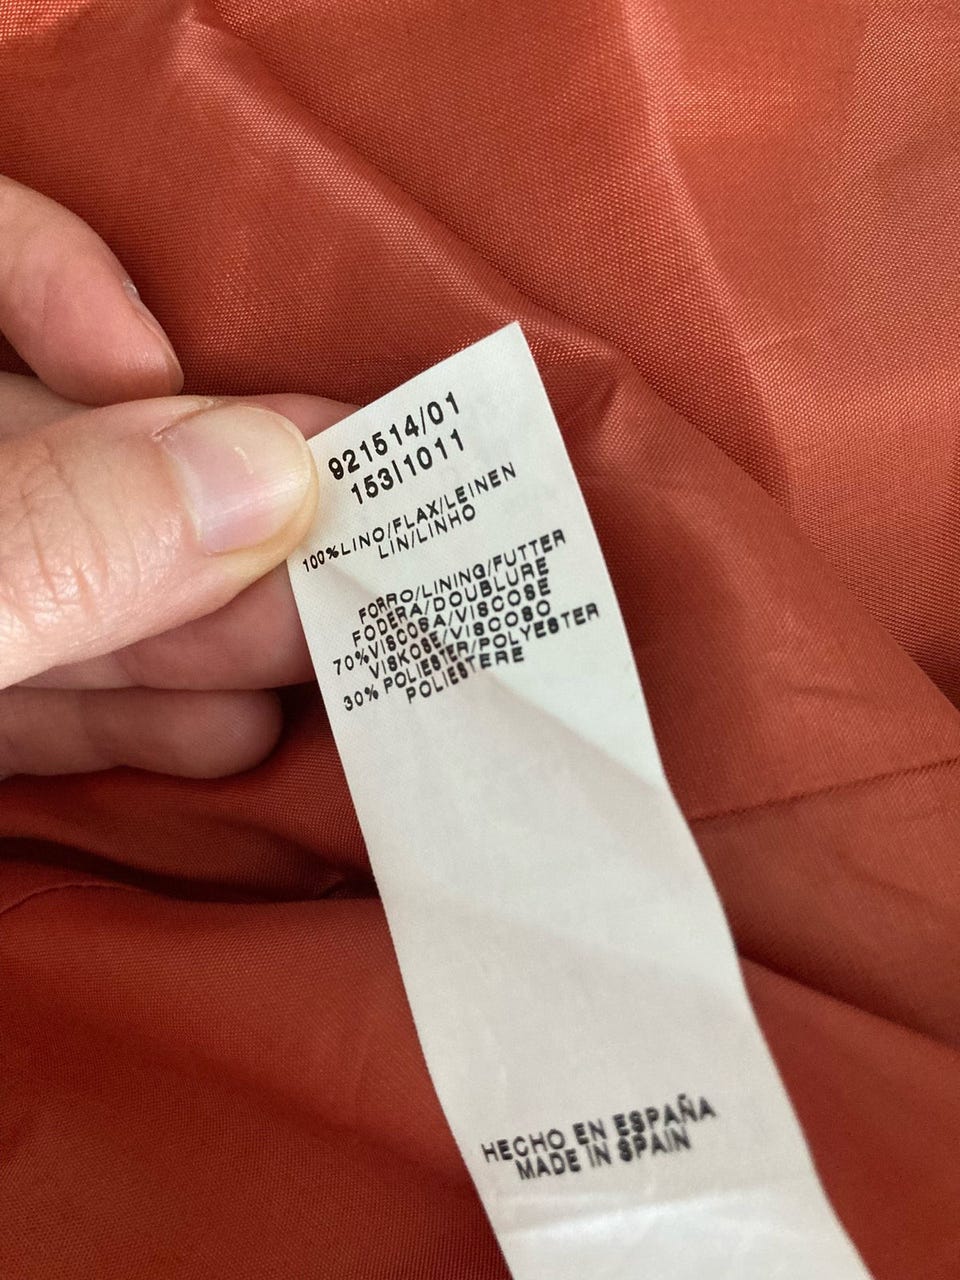 921514/01
153|1011
100%LINO/FLAX/LEINEN
LIN/LINHO
FORRO/LINING/FUTTER
FODERA/DOUBLURE
70%VISCOSA/VISCOSE
VISKOSE/VISCOSO
30% POLIESTER/POLYESTER
POLIESTERE
HECHO EN ESPAÑA
MADE IN SPAIN